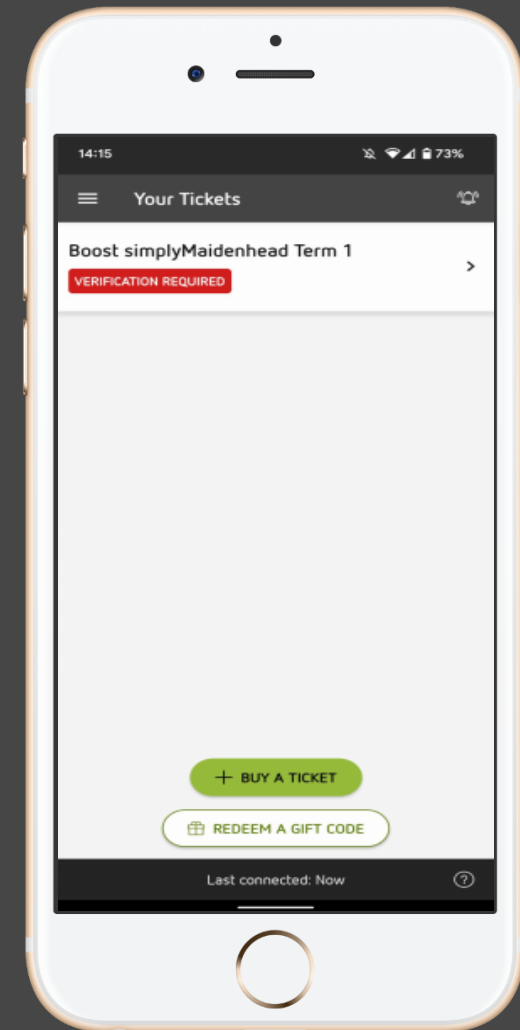 14:15
73%
Your Tickets
Boost simplyMaidenhead Term 1
VERIFICATION REQUIRED
BUY A TICKET
REDEEM A GIFT CODE
Last connected: Now